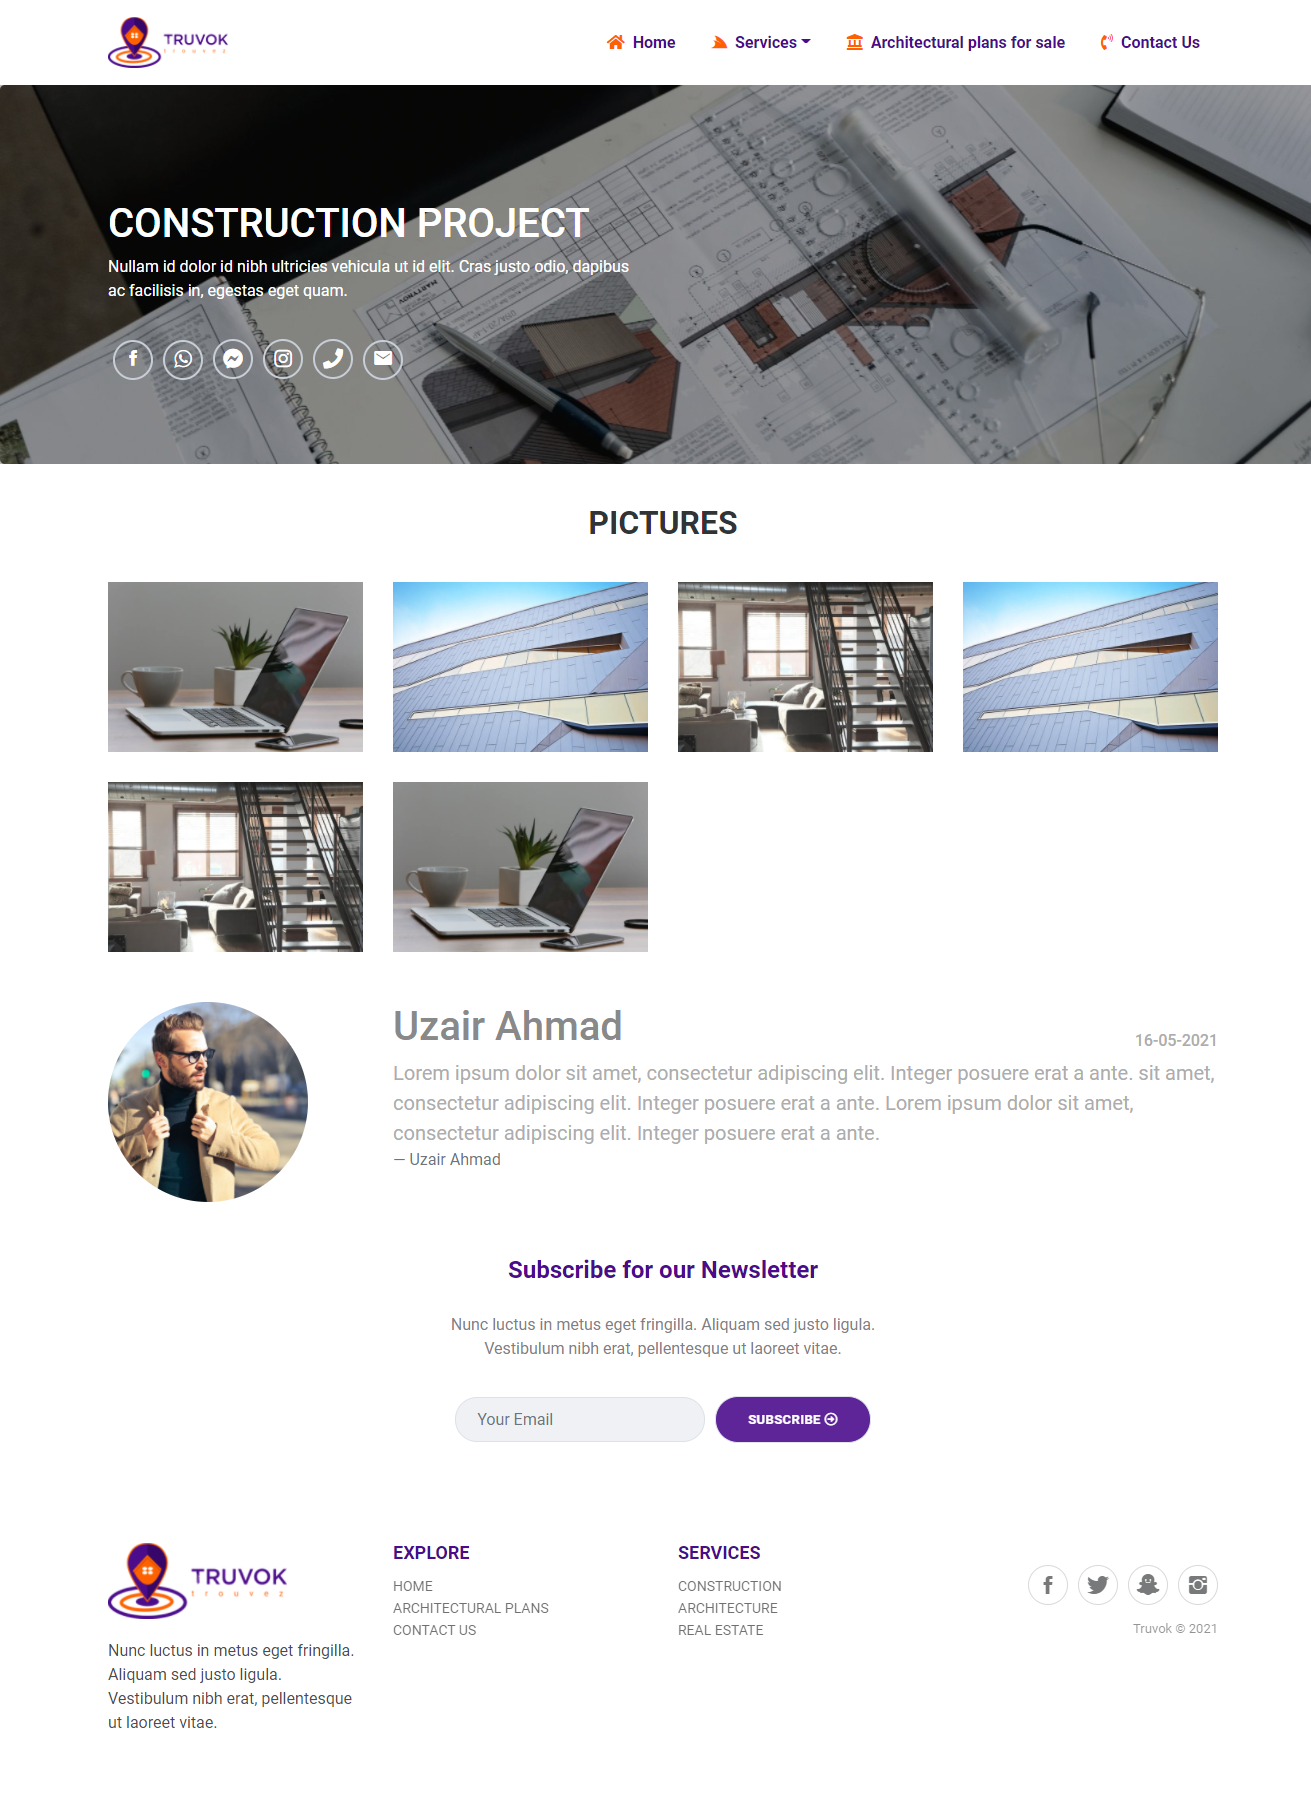 TRUVOK
trouvez
Home
Services
Architectural plans for sale
Contact Us
CONSTRUCTION PROJECT
Nullam id dolor id nibh ultricies vehicula ut id elit. Cras justo odio, dapibus
ac facilisis in, egestas eget quam.
PICTURES
Uzair Ahmad
16-05-2021
Lorem ipsum dolor sit amet, consectetur adipiscing elit. Integer posuere erat a ante. sit amet,
consectetur adipiscing elit. Integer posuere erat a ante. Lorem ipsum dolor sit amet,
consectetur adipiscing elit. Integer posuere erat a ante.
— Uzair Ahmad
Subscribe for our Newsletter
Nunc luctus in metus eget fringilla. Aliquam sed justo ligula.
Vestibulum nibh erat, pellentesque ut laoreet vitae.
Your Email
SUBSCRIBE
TRUVOK
trouvez
Nunc luctus in metus eget fringilla.
Aliquam sed justo ligula.
Vestibulum nibh erat, pellentesque
ut laoreet vitae.
EXPLORE
HOME
ARCHITECTURAL PLANS
CONTACT US
SERVICES
CONSTRUCTION
ARCHITECTURE
REAL ESTATE
Truvok © 2021